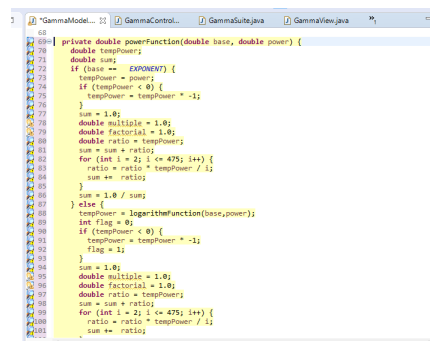 *GammaModel.... GammaControl... GammaSuite.java GammaView.java »1
68
69 private double powerFunction(double base, double power) {
70 double tempPower;
71 double sum;
72 if (base == EXPONENT) {
73 tempPower = power;
74 if (tempPower < 0) {
75 tempPower = tempPower * -1;
76 }
77 sum = 1.0;
78 double multiple = 1.0;
79 double factorial = 1.0;
80 double ratio = tempPower;
81 sum = sum + ratio;
82 for (int i = 2; i <= 475; i++) {
83 ratio = ratio * tempPower / i;
84 sum += ratio;
85 }
86 sum = 1.0 / sum;
87 } else {
88 tempPower = logarithmFunction(base,power);
89 int flag = 0;
90 if (tempPower < 0) {
91 tempPower = tempPower * -1;
92 flag = 1;
93 }
94 sum = 1.0;
95 double multiple = 1.0;
96 double factorial = 1.0;
97 double ratio = tempPower;
98 sum = sum + ratio;
99 for (int i = 2; i <= 475; i++) {
100 ratio = ratio * tempPower / i;
101 sum += ratio;